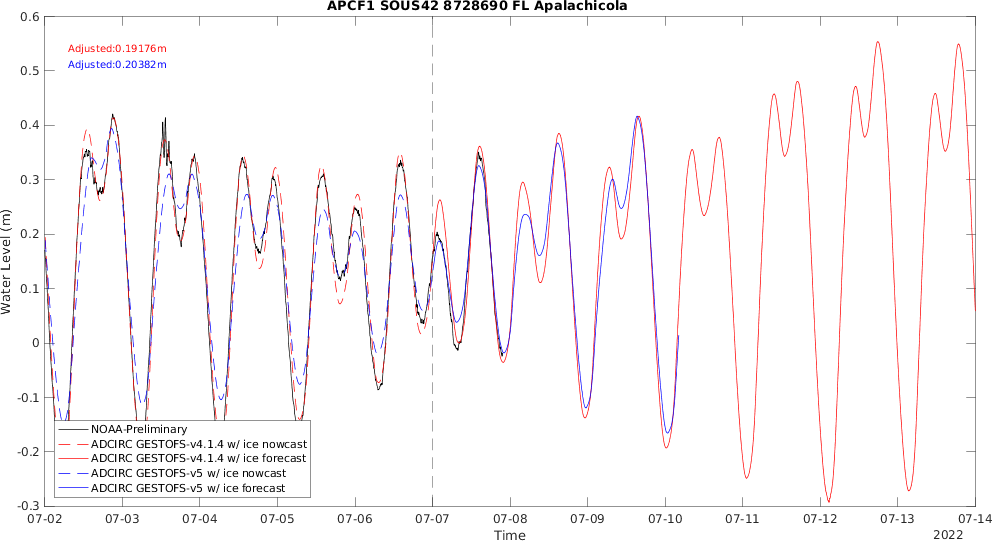 APCF1 SOUS42 8728690 FL Apalachicola
0.6
Adjusted:0.19176m
Adjusted:0.20382m
0.5
0.4
0.3
0.2
0.1
0
-0.1
-0.2
-0.3
Water Level (m)
NOAA-Preliminary
ADCIRC GESTOFS-v4.1.4 w/ ice nowcast
ADCIRC GESTOFS-v4.1.4 w/ ice forecast
ADCIRC GESTOFS-v5 w/ ice nowcast
ADCIRC GESTOFS-v5 w/ ice forecast
07-02 07-03 07-04 07-05 07-06 07-07 07-08 07-09 07-10 07-11 07-12 07-13 07-14
Time
2022